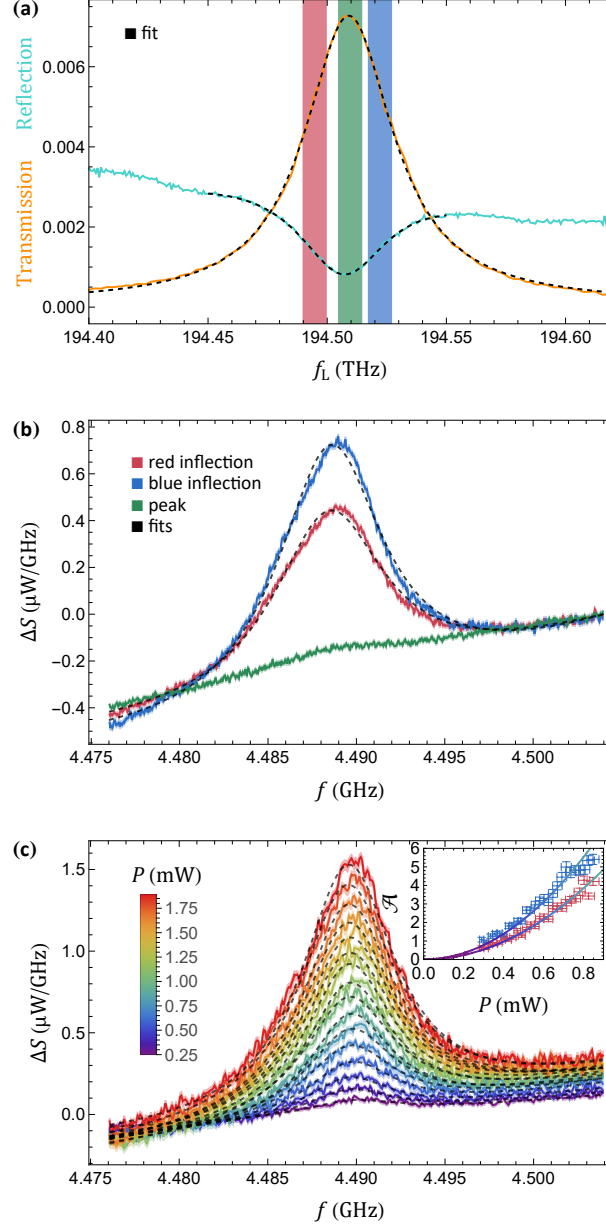 (a)
fit
Transmission Reflection
0.006
0.004
0.002
0.000
194.40 194.45 194.50 194.55 194.60
f_L (THz)
(b)
0.8
0.6
0.4
0.2
0.0
−0.2
−0.4
red inflection
blue inflection
peak
fits
ΔS (μW/GHz)
4.475 4.480 4.485 4.490 4.495 4.500
f (GHz)
(c)
P (mW)
1.75
1.50
1.25
1.00
0.75
0.50
0.25
1.5
1.0
0.5
0.0
ΔS (μW/GHz)
6
5
4
3
2
1
0
𝒜
0.0 0.2 0.4 0.6 0.8
P (mW)
4.475 4.480 4.485 4.490 4.495 4.500
f (GHz)